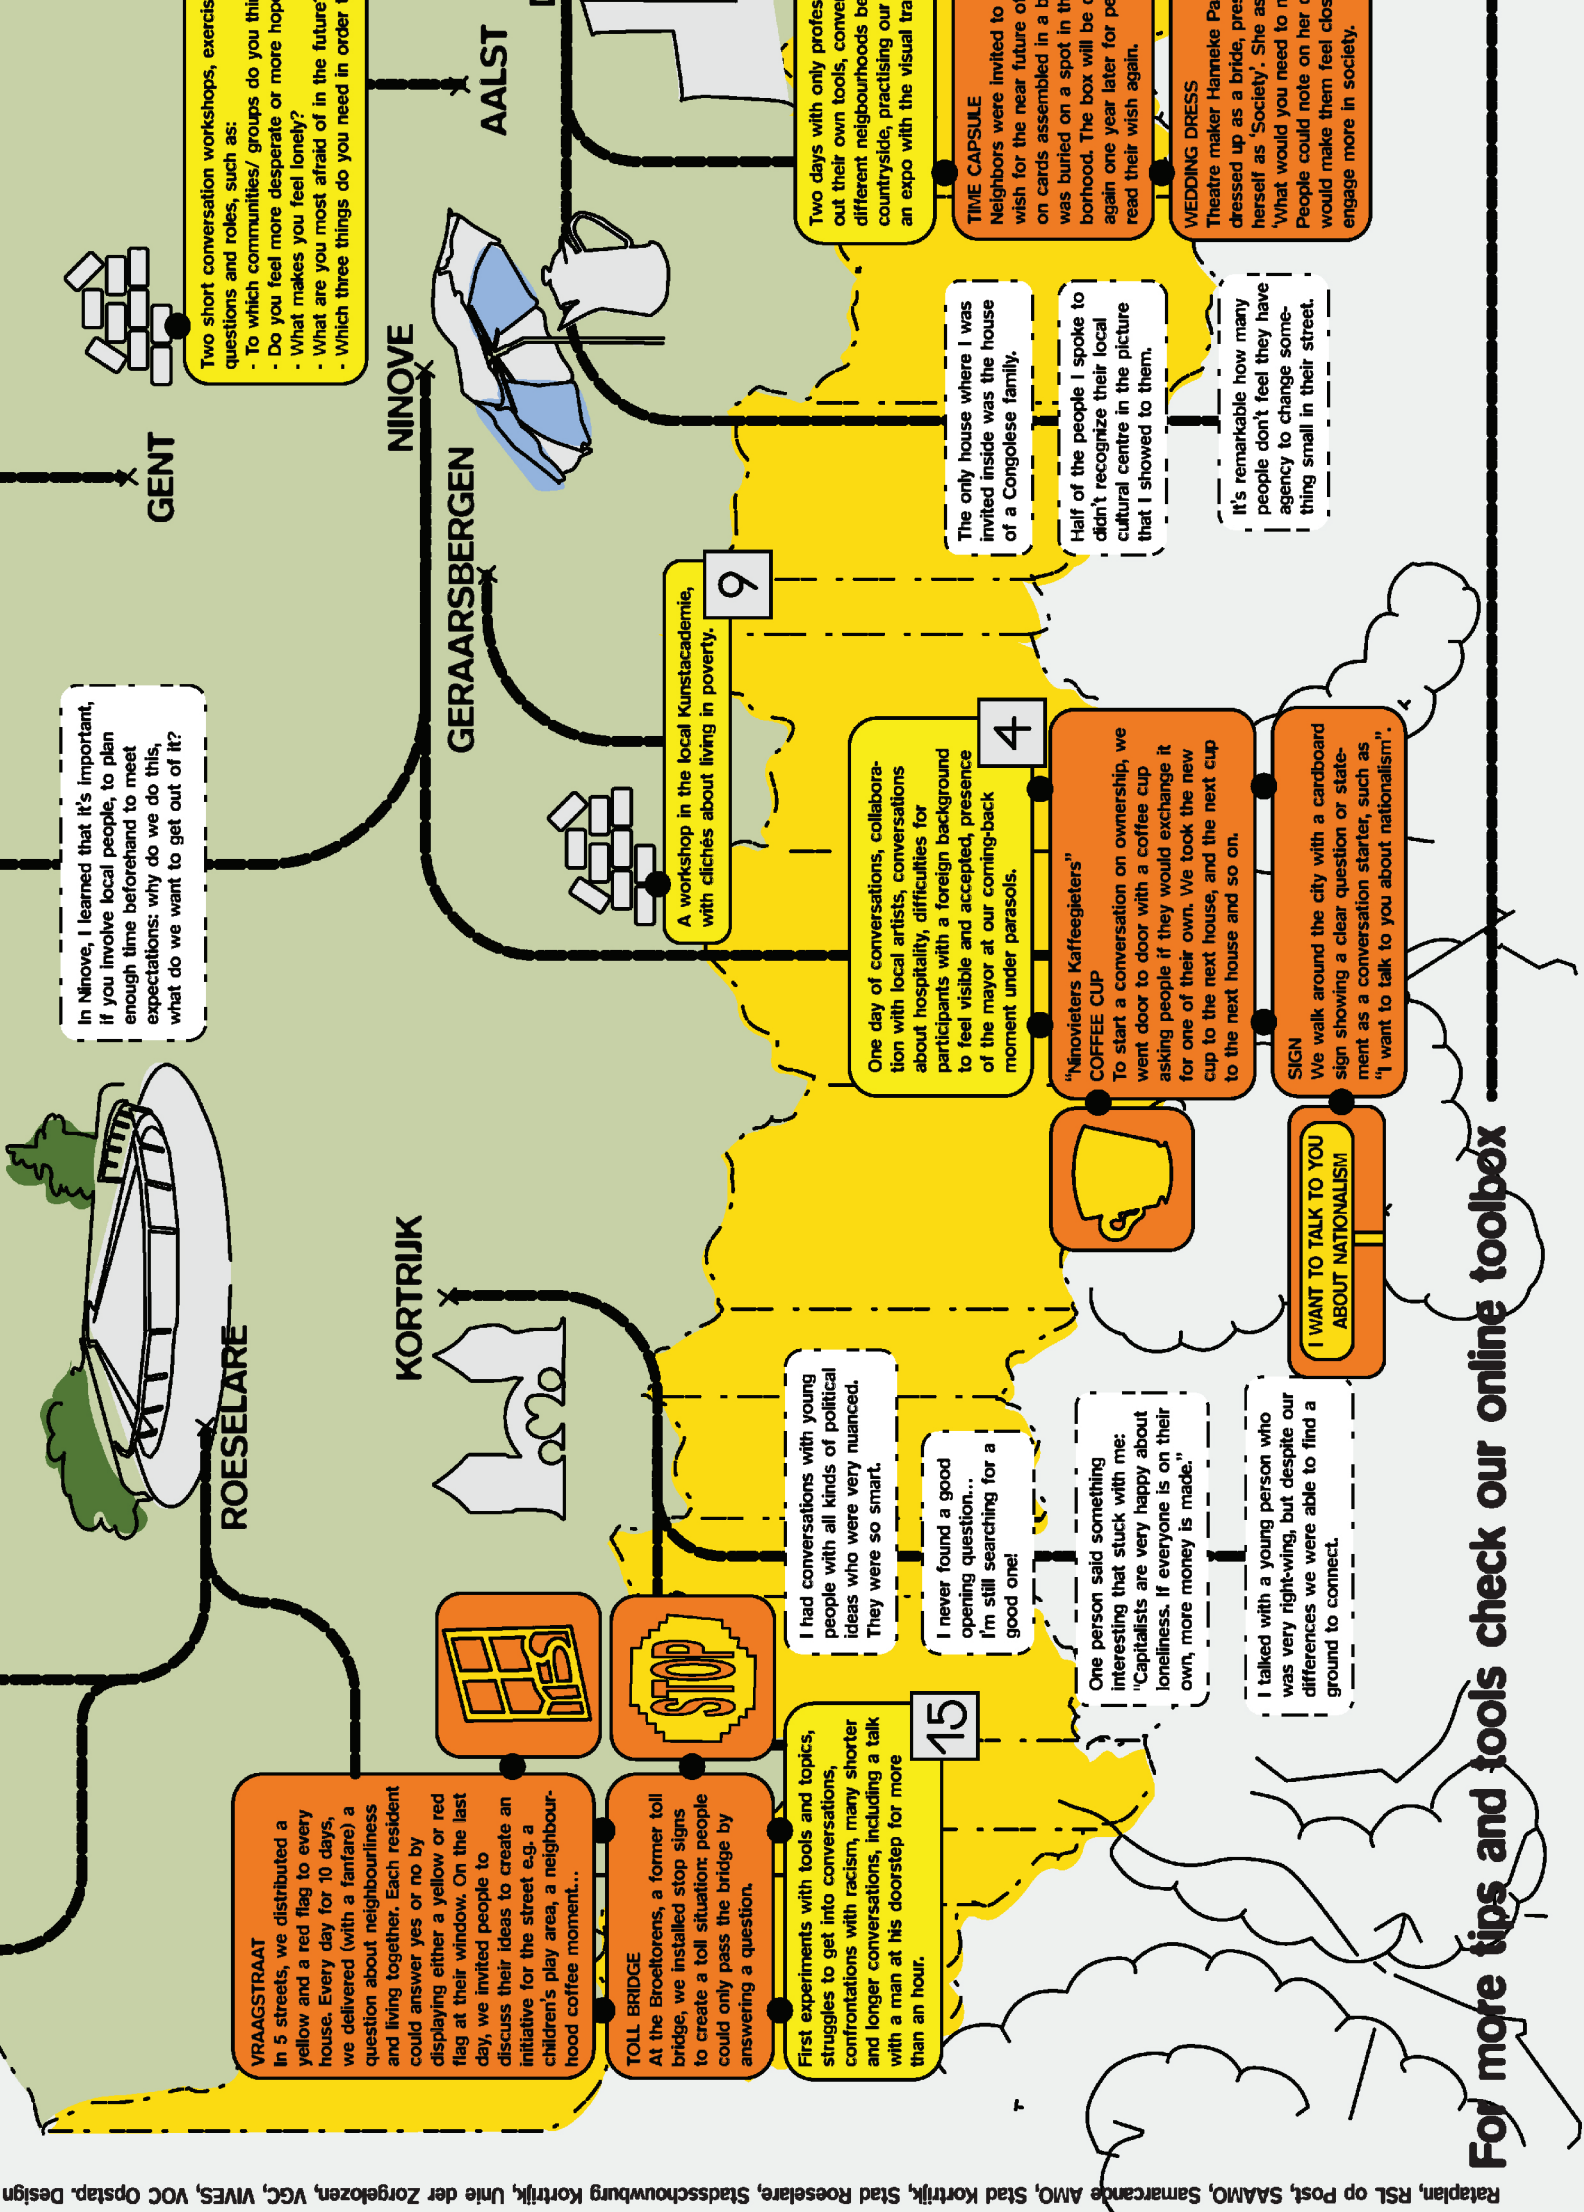 In Ninove, I learned that it's important,
if you involve local people, to plan
enough time beforehand to meet
expectations: why do we do this,
what do we want to get out of it?
GENT
Two short conversation workshops, exercis
questions and roles, such as:
- To which communities/ groups do you thi
- Do you feel more desperate or more hope
- What makes you feel lonely?
- What are you most afraid of in the future
- Which three things do you need in order t
AALST
ROESELARE
KORTRIJK
NINOVE
GERAARSBERGEN
VRAAGSTRAAT
In 5 streets, we distributed a
yellow and a red flag to every
house. Every day for 10 days,
we delivered (with a fanfare) a
question about neighbourliness
and living together. Each resident
could answer yes or no by
displaying either a yellow or red
flag at their window. On the last
day, we invited people to
discuss their ideas to create an
initiative for the street e.g. a
children's play area, a neighbour-
hood coffee moment...
TOLL BRIDGE
At the Broeltorens, a former toll
bridge, we installed stop signs
to create a toll situation: people
could only pass the bridge by
answering a question.
STOP
First experiments with tools and topics,
struggles to get into conversations,
confrontations with racism, many shorter
and longer conversations, including a talk
with a man at his doorstep for more
than an hour.
15
I had conversations with young
people with all kinds of political
ideas who were very nuanced.
They were so smart.
I never found a good
opening question...
I'm still searching for a
good one!
One person said something
interesting that stuck with me:
"Capitalists are very happy about
loneliness. If everyone is on their
own, more money is made."
I talked with a young person who
was very right-wing, but despite our
differences we were able to find a
ground to connect.
A workshop in the local Kunstacademie,
with clichés about living in poverty.
9
One day of conversations, collabora-
tion with local artists, conversations
about hospitality, difficulties for
participants with a foreign background
to feel visible and accepted, presence
of the mayor at our coming-back
moment under parasols.
4
"Ninovieters Kaffeegieters"
COFFEE CUP
To start a conversation on ownership, we
went door to door with a coffee cup
asking people if they would exchange it
for one of their own. We took the new
cup to the next house, and the next cup
to the next house and so on.
SIGN
We walk around the city with a cardboard
sign showing a clear question or state-
ment as a conversation starter, such as
"I want to talk to you about nationalism".
I WANT TO TALK TO YOU
ABOUT NATIONALISM
The only house where I was
invited inside was the house
of a Congolese family.
Half of the people I spoke to
didn't recognize their local
cultural centre in the picture
that I showed to them.
It's remarkable how many
people don't feel they have
agency to change some-
thing small in their street.
Two days with only profes
out their own tools, conver
different neigbourhoods be
countryside, practising our
an expo with the visual tra
TIME CAPSULE
Neighbors were invited to
wish for the near future of
on cards assembled in a b
was buried on a spot in th
borhood. The box will be
again one year later for pe
read their wish again.
WEDDING DRESS
Theatre maker Hanneke Pa
dressed up as a bride, pres
herself as 'Society'. She as
'What would you need to
People could note on her
would make them feel clos
engage more in society.
For more tips and tools check our online toolbox
Rataplan, RSL op Post, SAAMO, Samarcande AMO, Stad Kortrijk, Stad Roeselare, Stadsschouwburg Kortrijk, Unie der Zorgelozen, VGC, VIVES, VOC Opstap. Design